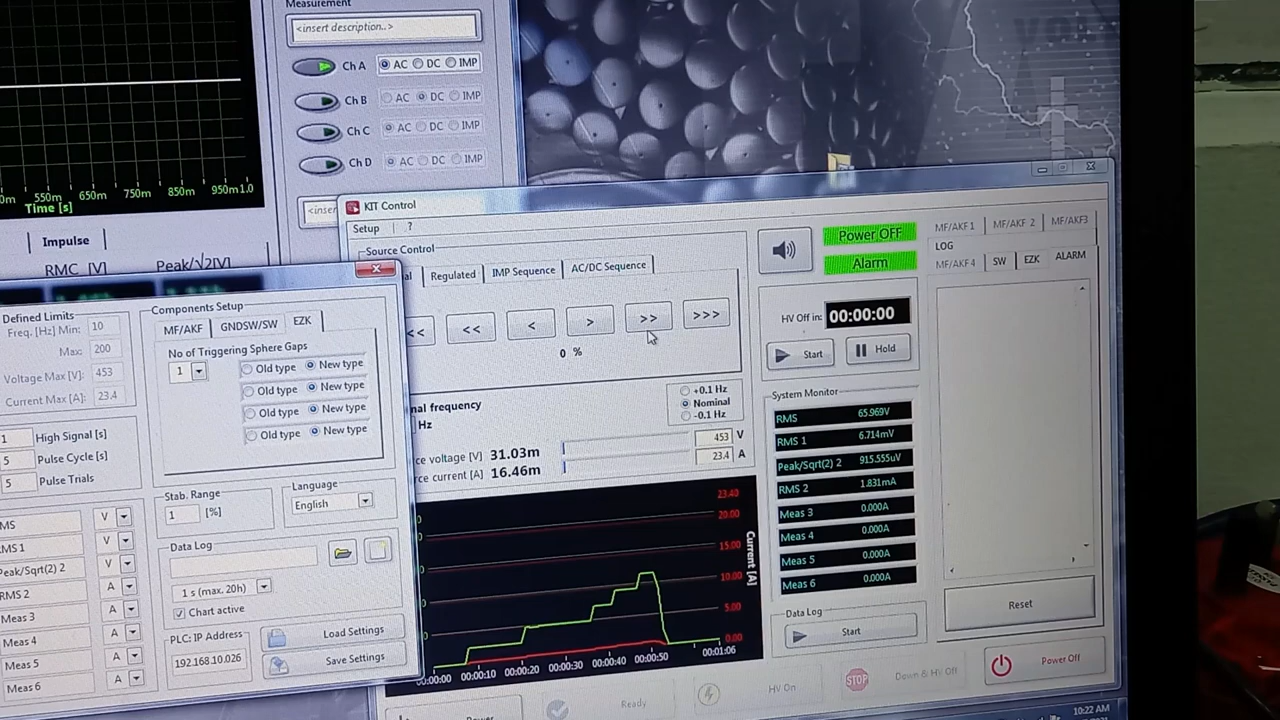 Measurement
<insert description..>
Ch A AC DC IMP
Ch B AC DC IMP
Ch C AC DC IMP
Ch D AC DC IMP
550m 650m 750m 850m 950m 1.0
Time [s]
Impulse
RMC [V] Peak/√2[V]
KIT Control
Setup ?
Source Control
Regulated IMP Sequence AC/DC Sequence
<< << < > >> >>>
0 %
+0.1 Hz
Nominal
-0.1 Hz
Hz
31.03m
16.46m
453 V
23.4 A
23.40
20.00
15.00
10.00
5.00
0.00
Current [A]
00:00:10 00:00:20 00:00:30 00:00:40 00:00:50 00:01:06
Power OFF
Alarm
HV Off in: 00:00:00
Start Hold
System Monitor
RMS 65.969V
RMS 1 6.714mV
Peak/Sqrt(2) 2 915.555uV
RMS 2 1.831mA
Meas 3 0.000A
Meas 4 0.000A
Meas 5 0.000A
Meas 6 0.000A
Data Log
Start
MF/AKF 1 MF/AKF 2 MF/AKF3
LOG
MF/AKF 4 SW EZK ALARM
Reset
Power Off
Ready
HV On
STOP Down & HV Off
10:22 AM
Defined Limits
Freq. [Hz] Min: 10
Max: 200
Voltage Max [V]: 453
Current Max [A]: 23.4
1 High Signal [s]
5 Pulse Cycle [s]
5 Pulse Trials
V
RMS 1 V
Peak/Sqrt(2) 2 V
RMS 2 A
Meas 3 A
Meas 4 A
Meas 5 A
Meas 6 A
Components Setup
MF/AKF GNDSW/SW EZK
No of Triggering Sphere Gaps
1
Old type New type
Old type New type
Old type New type
Old type New type
Stab. Range
1 [%]
Language
English
Data Log
1 s (max. 20h)
Chart active
PLC: IP Address
192.168.10.026
Load Settings
Save Settings